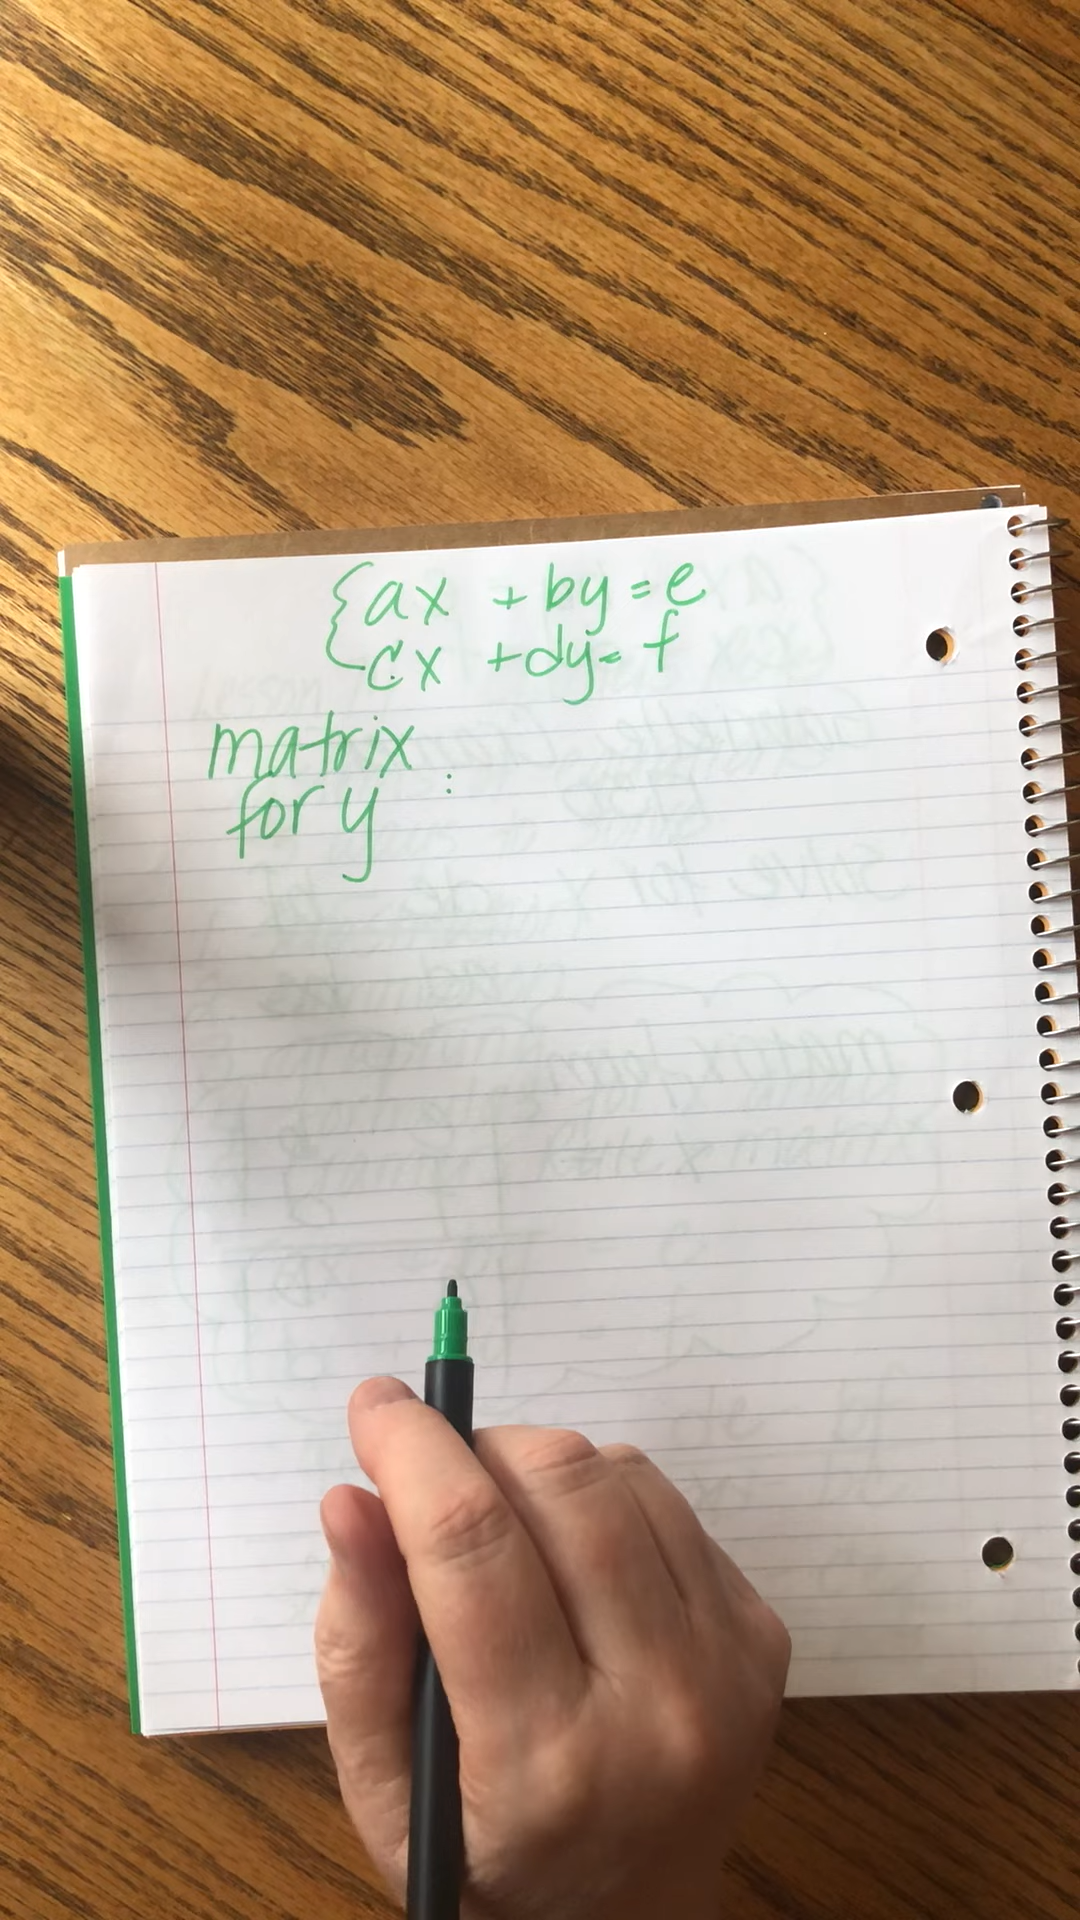 {ax + by = e
cx + dy = f
matrix
for y :